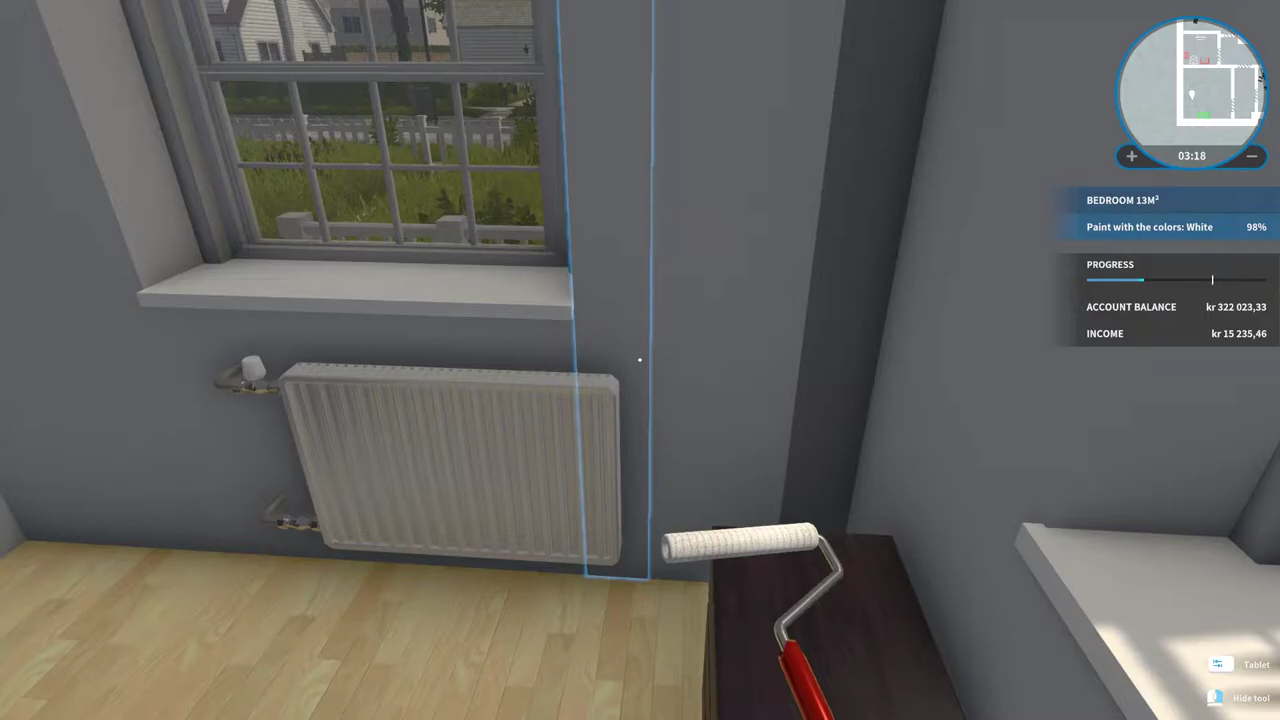 03:18
BEDROOM 13M²
Paint with the colors: White 98%
PROGRESS
ACCOUNT BALANCE kr 322 023,33
INCOME kr 15 235,46
Tablet
Hide tool